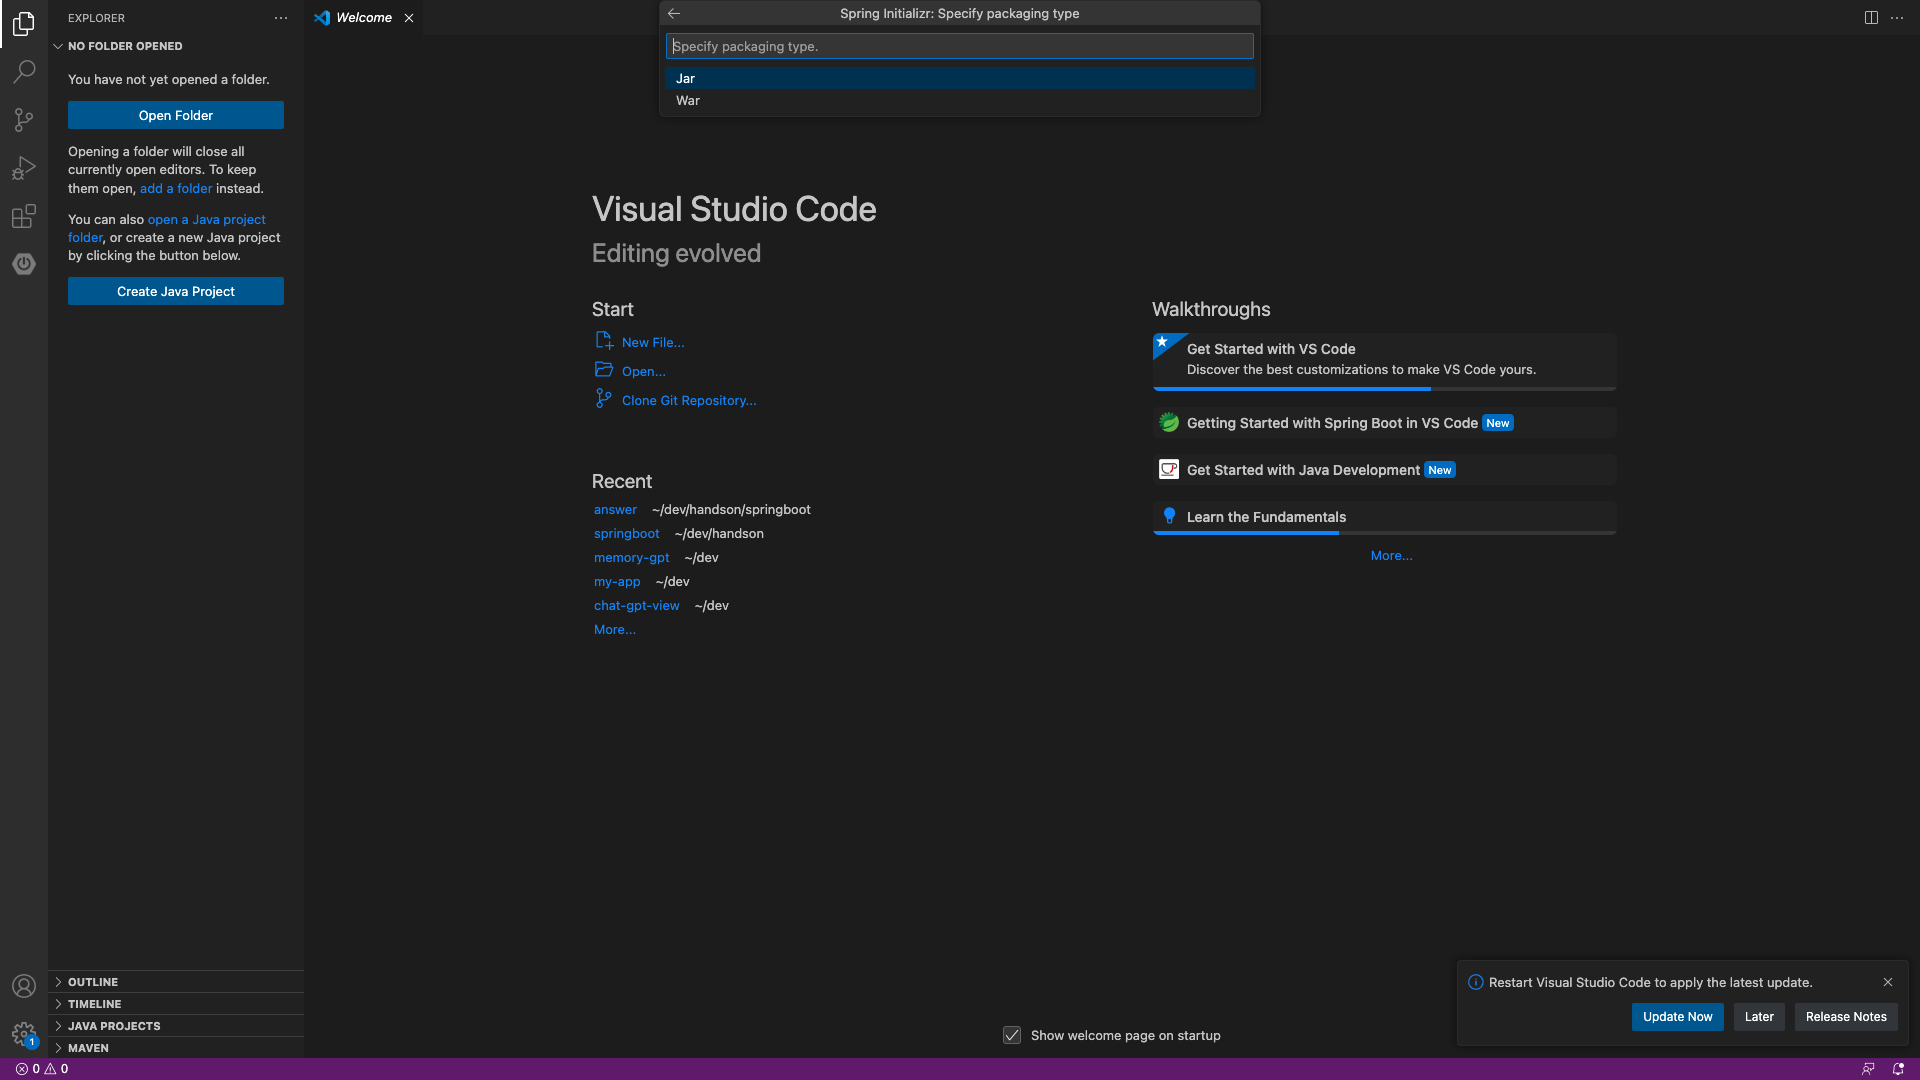 EXPLORER
NO FOLDER OPENED
You have not yet opened a folder.
Open Folder
Opening a folder will close all
currently open editors. To keep
them open, add a folder instead.
You can also open a Java project
folder, or create a new Java project
by clicking the button below.
Create Java Project
OUTLINE
TIMELINE
JAVA PROJECTS
MAVEN
1
0
0
Welcome
Spring Initializr: Specify packaging type
Specify packaging type.
Jar
War
Visual Studio Code
Editing evolved
Start
New File...
Open...
Clone Git Repository...
Recent
answer ~/dev/handson/springboot
springboot ~/dev/handson
memory-gpt ~/dev
my-app ~/dev
chat-gpt-view ~/dev
More...
Walkthroughs
Get Started with VS Code
Discover the best customizations to make VS Code yours.
Getting Started with Spring Boot in VS Code New
Get Started with Java Development New
Learn the Fundamentals
More...
Show welcome page on startup
Restart Visual Studio Code to apply the latest update.
Update Now
Later
Release Notes